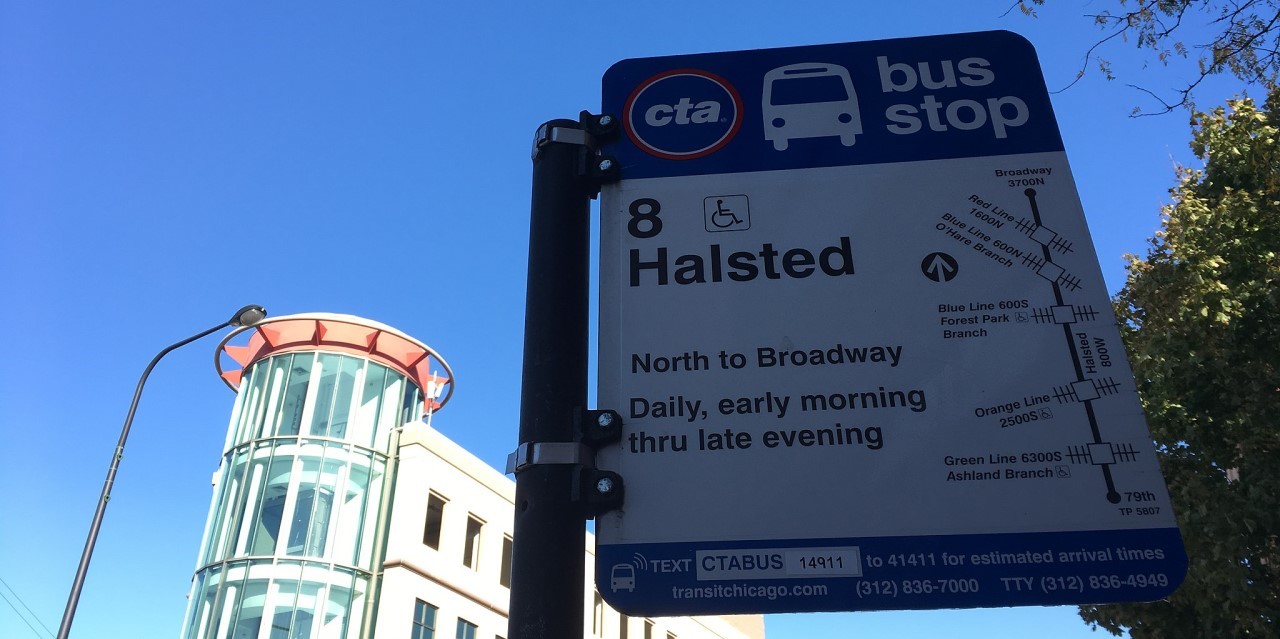 cta
bus
stop
8
Halsted
North to Broadway
Daily, early morning
thru late evening
Broadway
3700N
Red Line
1600N
Blue Line 600N
O'Hare Branch
Blue Line 600S
Forest Park
Branch
Halsted
800W
Orange Line
2500S
Green Line 6300S
Ashland Branch
79th
TP 5807
TEXT CTABUS 14911 to 41411 for estimated arrival times
transitchicago.com (312) 836-7000 TTY (312) 836-4949